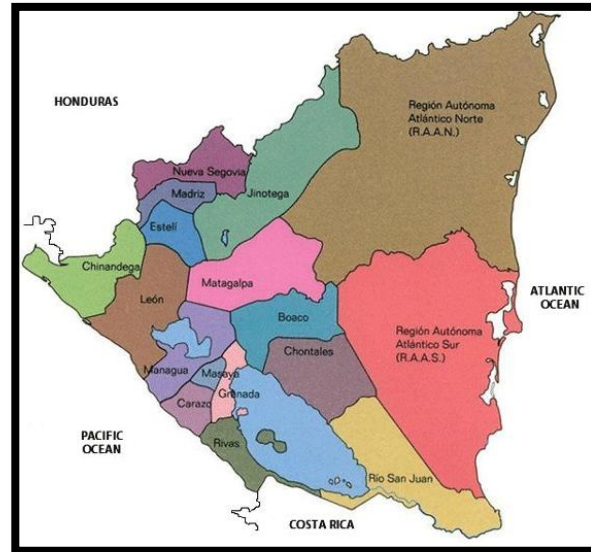 HONDURAS
Región Autónoma
Atlántico Norte
(R.A.A.N.)
Nueva Segovia
Madriz
Jinotega
Estelí
Chinandega
Matagalpa
León
ATLANTIC
OCEAN
Boaco
Región Autónoma
Atlántico Sur
(R.A.A.S.)
Chontales
Managua
Masaya
Granada
Carazo
PACIFIC
OCEAN
Rivas
Río San Juan
COSTA RICA